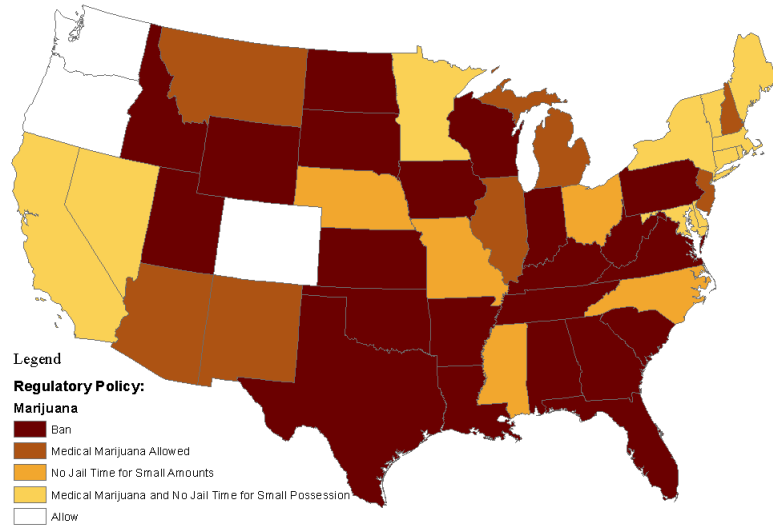 Legend
Regulatory Policy:
Marijuana
Ban
Medical Marijuana Allowed
No Jail Time for Small Amounts
Medical Marijuana and No Jail Time for Small Possession
Allow